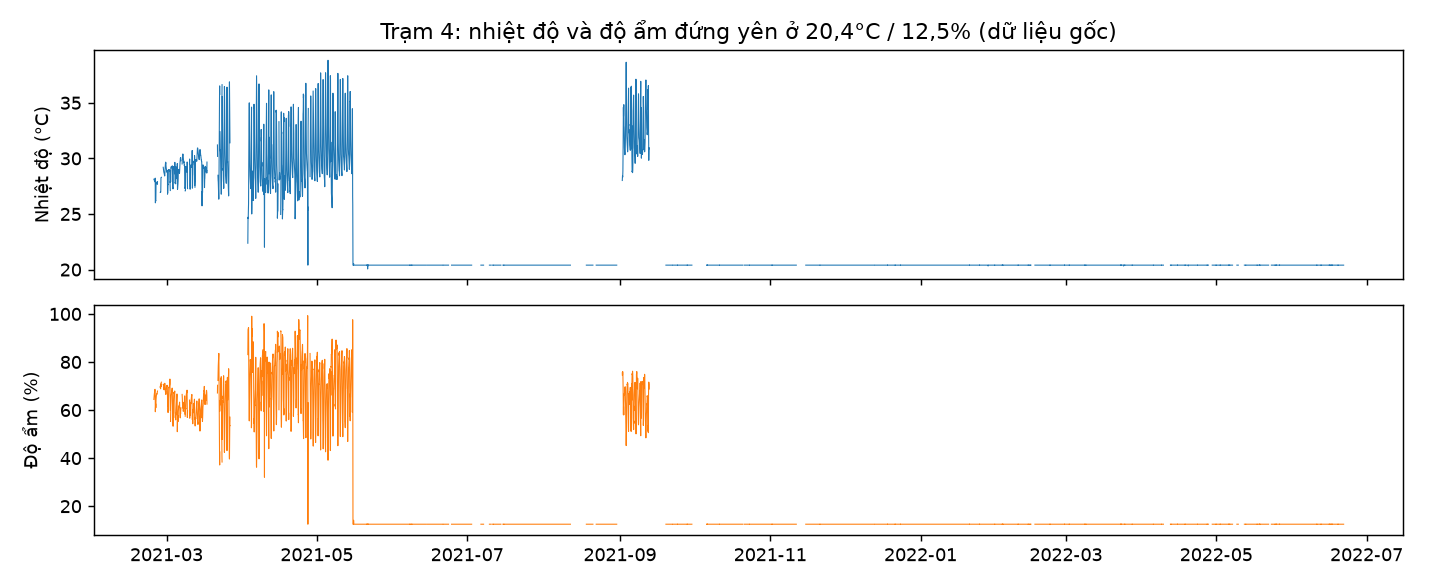 Trạm 4: nhiệt độ và độ ẩm đứng yên ở 20,4°C / 12,5% (dữ liệu gốc)
Nhiệt độ (°C)
35
30
25
20
Độ ẩm (%)
100
80
60
40
20
2021-03 2021-05 2021-07 2021-09 2021-11 2022-01 2022-03 2022-05 2022-07